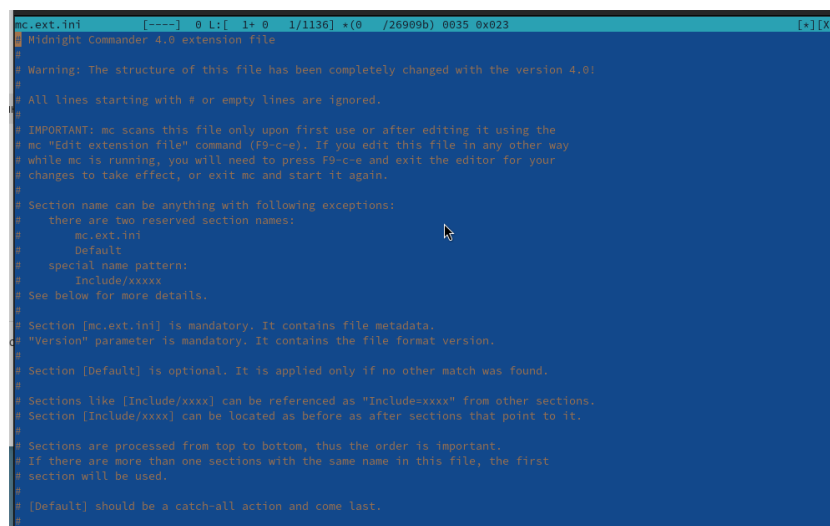 mc.ext.ini [----] 0 L:[ 1+ 0 1/1136] *(0 /26909b) 0035 0x023 [*][X
# Midnight Commander 4.0 extension file
#
# Warning: The structure of this file has been completely changed with the version 4.0!
#
# All lines starting with # or empty lines are ignored.
#
# IMPORTANT: mc scans this file only upon first use or after editing it using the
# mc "Edit extension file" command (F9-c-e). If you edit this file in any other way
# while mc is running, you will need to press F9-c-e and exit the editor for your
# changes to take effect, or exit mc and start it again.
#
# Section name can be anything with following exceptions:
# there are two reserved section names:
# mc.ext.ini
# Default
# special name pattern:
# Include/xxxxx
# See below for more details.
#
# Section [mc.ext.ini] is mandatory. It contains file metadata.
# "Version" parameter is mandatory. It contains the file format version.
#
# Section [Default] is optional. It is applied only if no other match was found.
#
# Sections like [Include/xxxx] can be referenced as "Include=xxxx" from other sections.
# Section [Include/xxxx] can be located as before as after sections that point to it.
#
# Sections are processed from top to bottom, thus the order is important.
# If there are more than one sections with the same name in this file, the first
# section will be used.
#
# [Default] should be a catch-all action and come last.
#